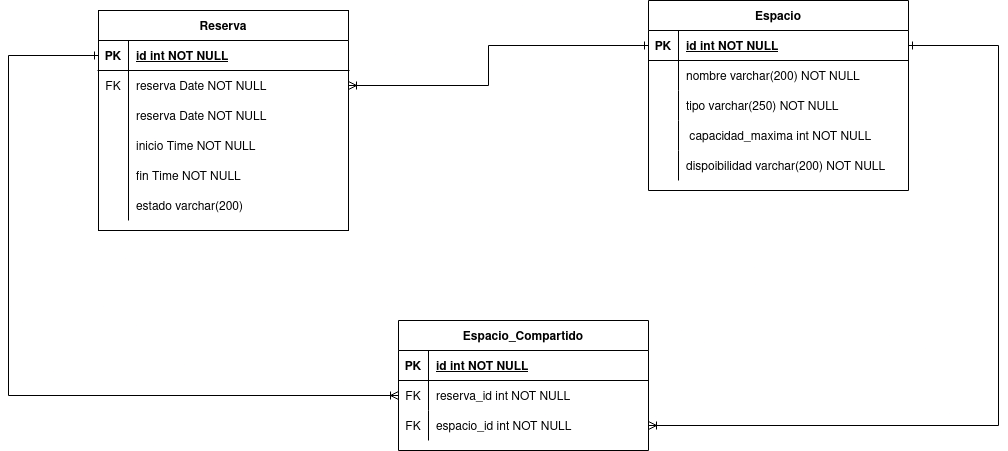 Reserva
PK id int NOT NULL
FK reserva Date NOT NULL
reserva Date NOT NULL
inicio Time NOT NULL
fin Time NOT NULL
estado varchar(200)
Espacio
PK id int NOT NULL
nombre varchar(200) NOT NULL
tipo varchar(250) NOT NULL
capacidad_maxima int NOT NULL
dispoibilidad varchar(200) NOT NULL
Espacio_Compartido
PK id int NOT NULL
FK reserva_id int NOT NULL
FK espacio_id int NOT NULL